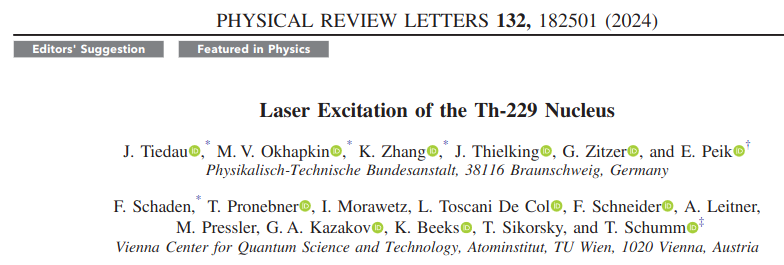 PHYSICAL REVIEW LETTERS 132, 182501 (2024)
Editors' Suggestion Featured in Physics
Laser Excitation of the Th-229 Nucleus
J. Tiedau,* M. V. Okhapkin,* K. Zhang,* J. Thielking, G. Zitzer, and E. Peik†
Physikalisch-Technische Bundesanstalt, 38116 Braunschweig, Germany
F. Schaden,* T. Pronebner, I. Morawetz, L. Toscani De Col, F. Schneider, A. Leitner,
M. Pressler, G. A. Kazakov, K. Beeks, T. Sikorsky, and T. Schumm‡
Vienna Center for Quantum Science and Technology, Atominstitut, TU Wien, 1020 Vienna, Austria